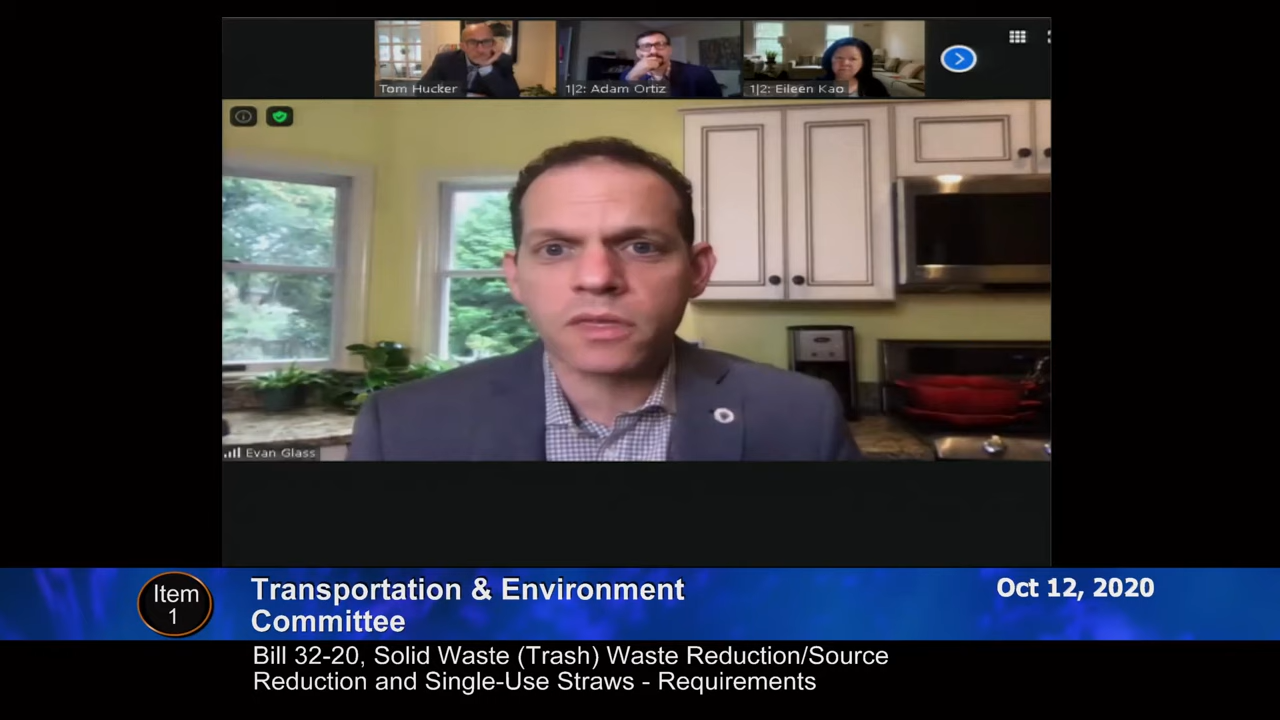 Tom Hucker
1|2: Adam Ortiz
1|2: Eileen Kao
Evan Glass
Item
1
Transportation & Environment
Committee
Oct 12, 2020
Bill 32-20, Solid Waste (Trash) Waste Reduction/Source
Reduction and Single-Use Straws - Requirements